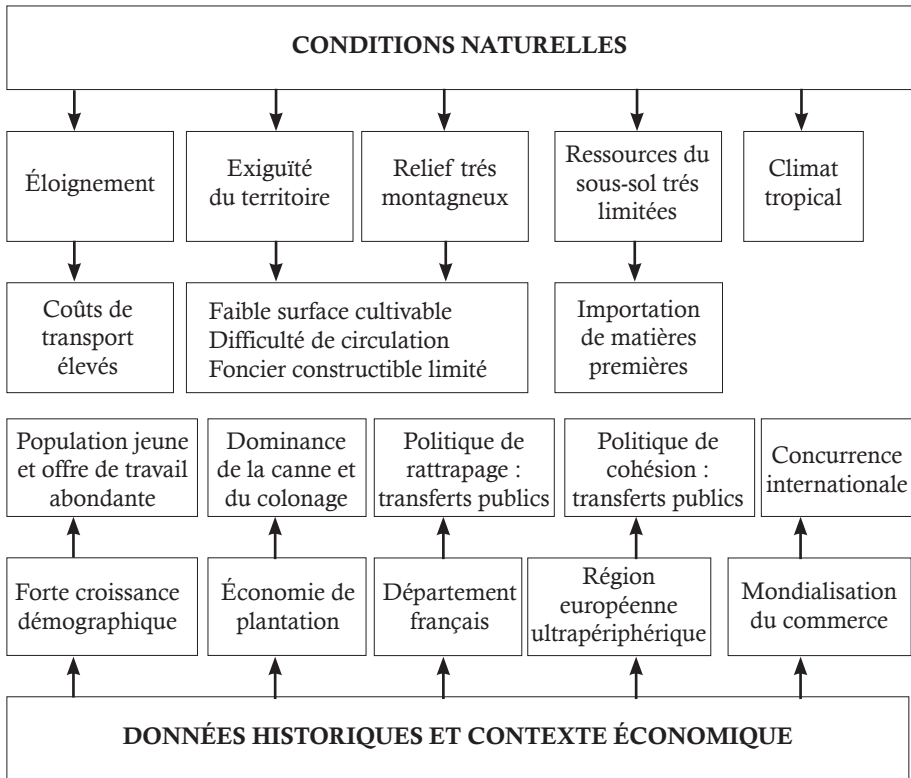 CONDITIONS NATURELLES
Éloignement
Exiguïté
du territoire
Relief trés
montagneux
Ressources du
sous-sol trés
limitées
Climat
tropical
Coûts de
transport
élevés
Faible surface cultivable
Difficulté de circulation
Foncier constructible limité
Importation
de matières
premières
Population jeune
et offre de travail
abondante
Dominance
de la canne et
du colonage
Politique de
rattrapage :
transferts publics
Politique de
cohésion :
transferts publics
Concurrence
internationale
Forte croissance
démographique
Économie de
plantation
Département
français
Région
européenne
ultrapériphérique
Mondialisation
du commerce
DONNÉES HISTORIQUES ET CONTEXTE ÉCONOMIQUE